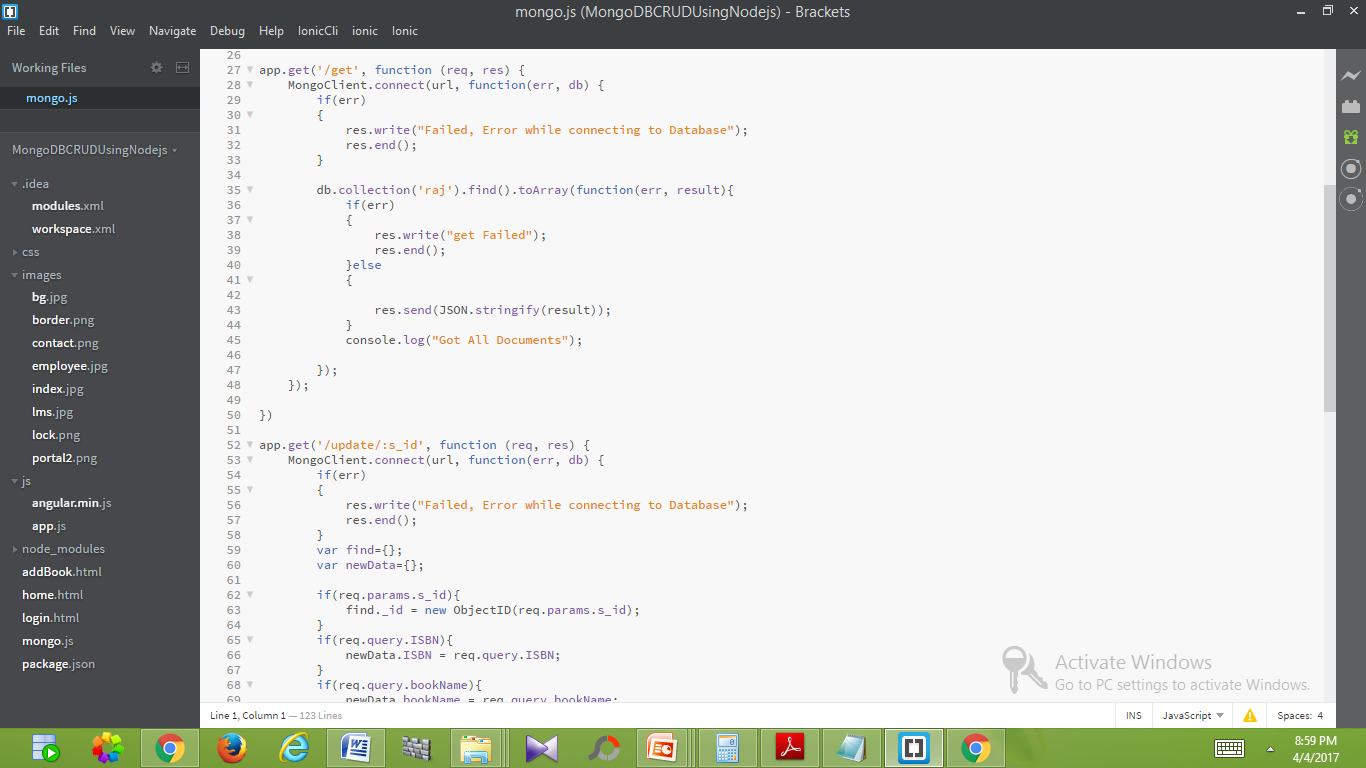 mongo.js (MongoDBCRUDUsingNodejs) - Brackets
File Edit Find View Navigate Debug Help IonicCli ionic Ionic
Working Files
mongo.js
MongoDBCRUDUsingNodejs
.idea
modules.xml
workspace.xml
css
images
bg.jpg
border.png
contact.png
employee.jpg
index.jpg
lms.jpg
lock.png
portal2.png
js
angular.min.js
app.js
node_modules
addBook.html
home.html
login.html
mongo.js
package.json
26
27 app.get('/get', function (req, res) {
28 MongoClient.connect(url, function(err, db) {
29 if(err)
30 {
31 res.write("Failed, Error while connecting to Database");
32 res.end();
33 }
34
35 db.collection('raj').find().toArray(function(err, result){
36 if(err)
37 {
38 res.write("get Failed");
39 res.end();
40 }else
41 {
42
43 res.send(JSON.stringify(result));
44 }
45 console.log("Got All Documents");
46
47 });
48 });
49
50 })
51
52 app.get('/update/:s_id', function (req, res) {
53 MongoClient.connect(url, function(err, db) {
54 if(err)
55 {
56 res.write("Failed, Error while connecting to Database");
57 res.end();
58 }
59 var find={};
60 var newData={};
61
62 if(req.params.s_id){
63 find._id = new ObjectID(req.params.s_id);
64 }
65 if(req.query.ISBN){
66 newData.ISBN = req.query.ISBN;
67 }
68 if(req.query.bookName){
69 newData.bookName = req.query.bookName;
Activate Windows
Go to PC settings to activate Windows.
Line 1, Column 1 — 123 Lines
INS JavaScript Spaces: 4
8:59 PM
4/4/2017